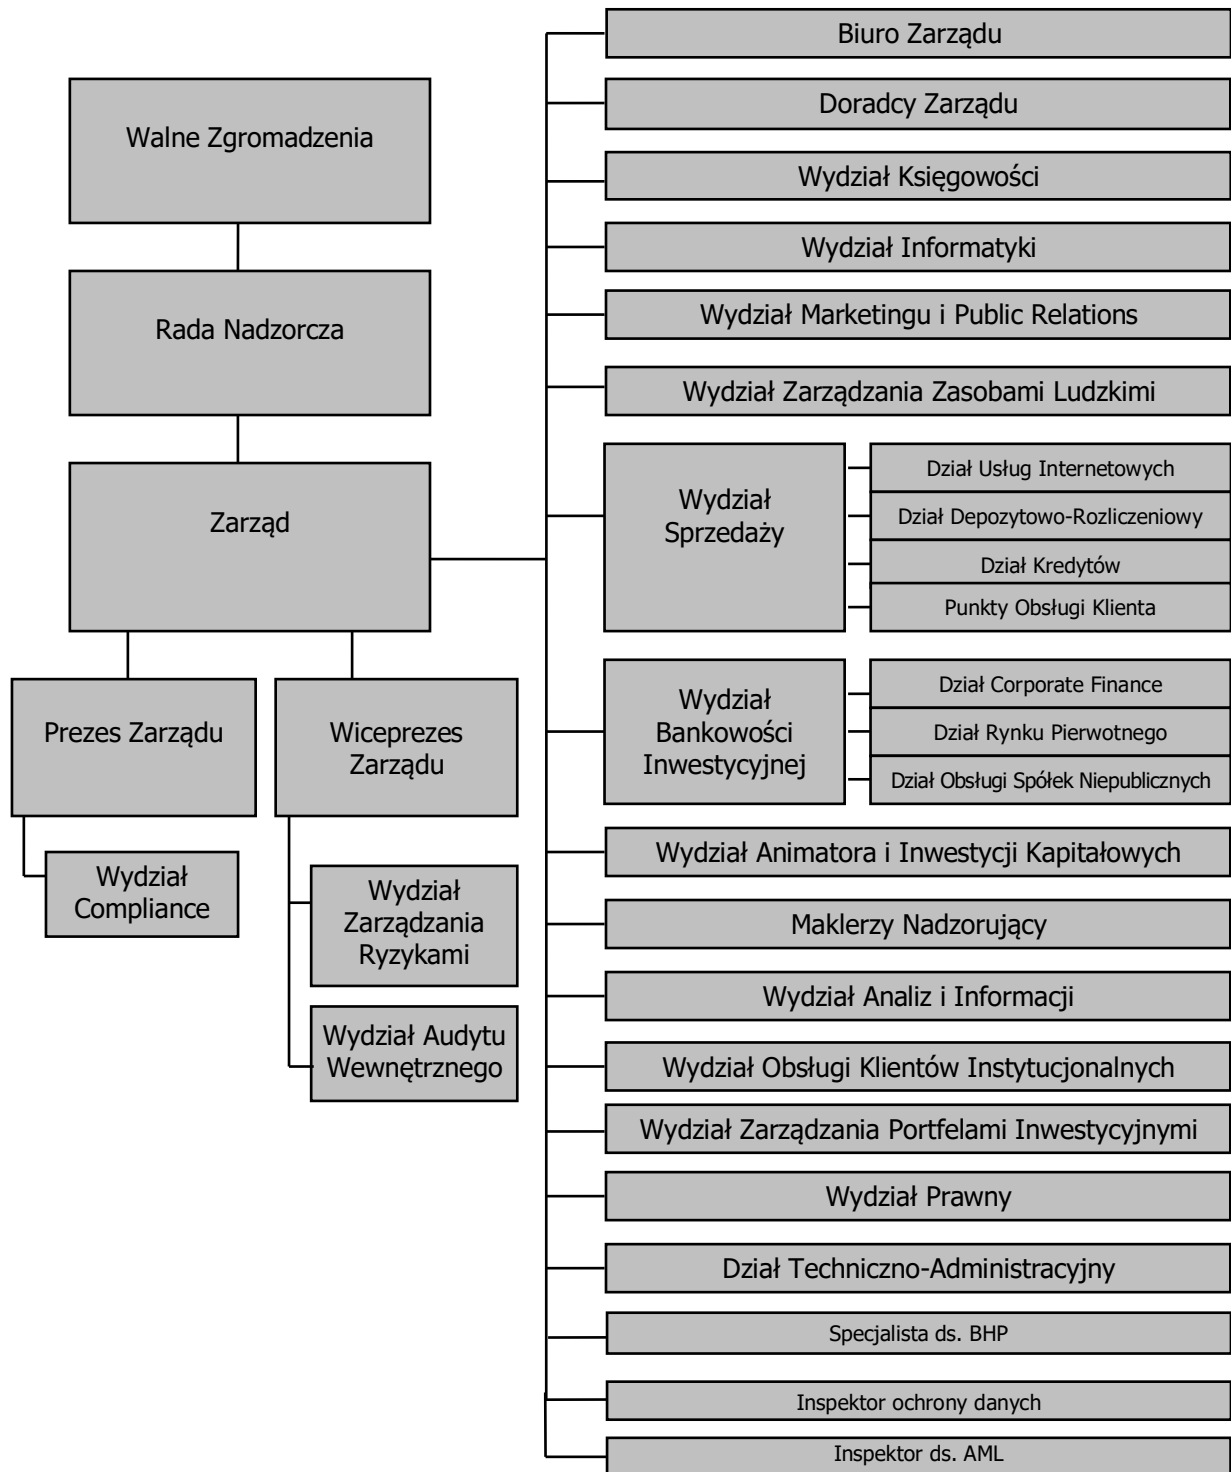 Walne Zgromadzenia
Rada Nadzorcza
Zarząd
Prezes Zarządu
Wiceprezes
Zarządu
Wydział
Compliance
Wydział
Zarządzania
Ryzykami
Wydział Audytu
Wewnętrznego
Biuro Zarządu
Doradcy Zarządu
Wydział Księgowości
Wydział Informatyki
Wydział Marketingu i Public Relations
Wydział Zarządzania Zasobami Ludzkimi
Wydział
Sprzedaży
Dział Usług Internetowych
Dział Depozytowo-Rozliczeniowy
Dział Kredytów
Punkty Obsługi Klienta
Wydział
Bankowości
Inwestycyjnej
Dział Corporate Finance
Dział Rynku Pierwotnego
Dział Obsługi Spółek Niepublicznych
Wydział Animatora i Inwestycji Kapitałowych
Maklerzy Nadzorujący
Wydział Analiz i Informacji
Wydział Obsługi Klientów Instytucjonalnych
Wydział Zarządzania Portfelami Inwestycyjnymi
Wydział Prawny
Dział Techniczno-Administracyjny
Specjalista ds. BHP
Inspektor ochrony danych
Inspektor ds. AML